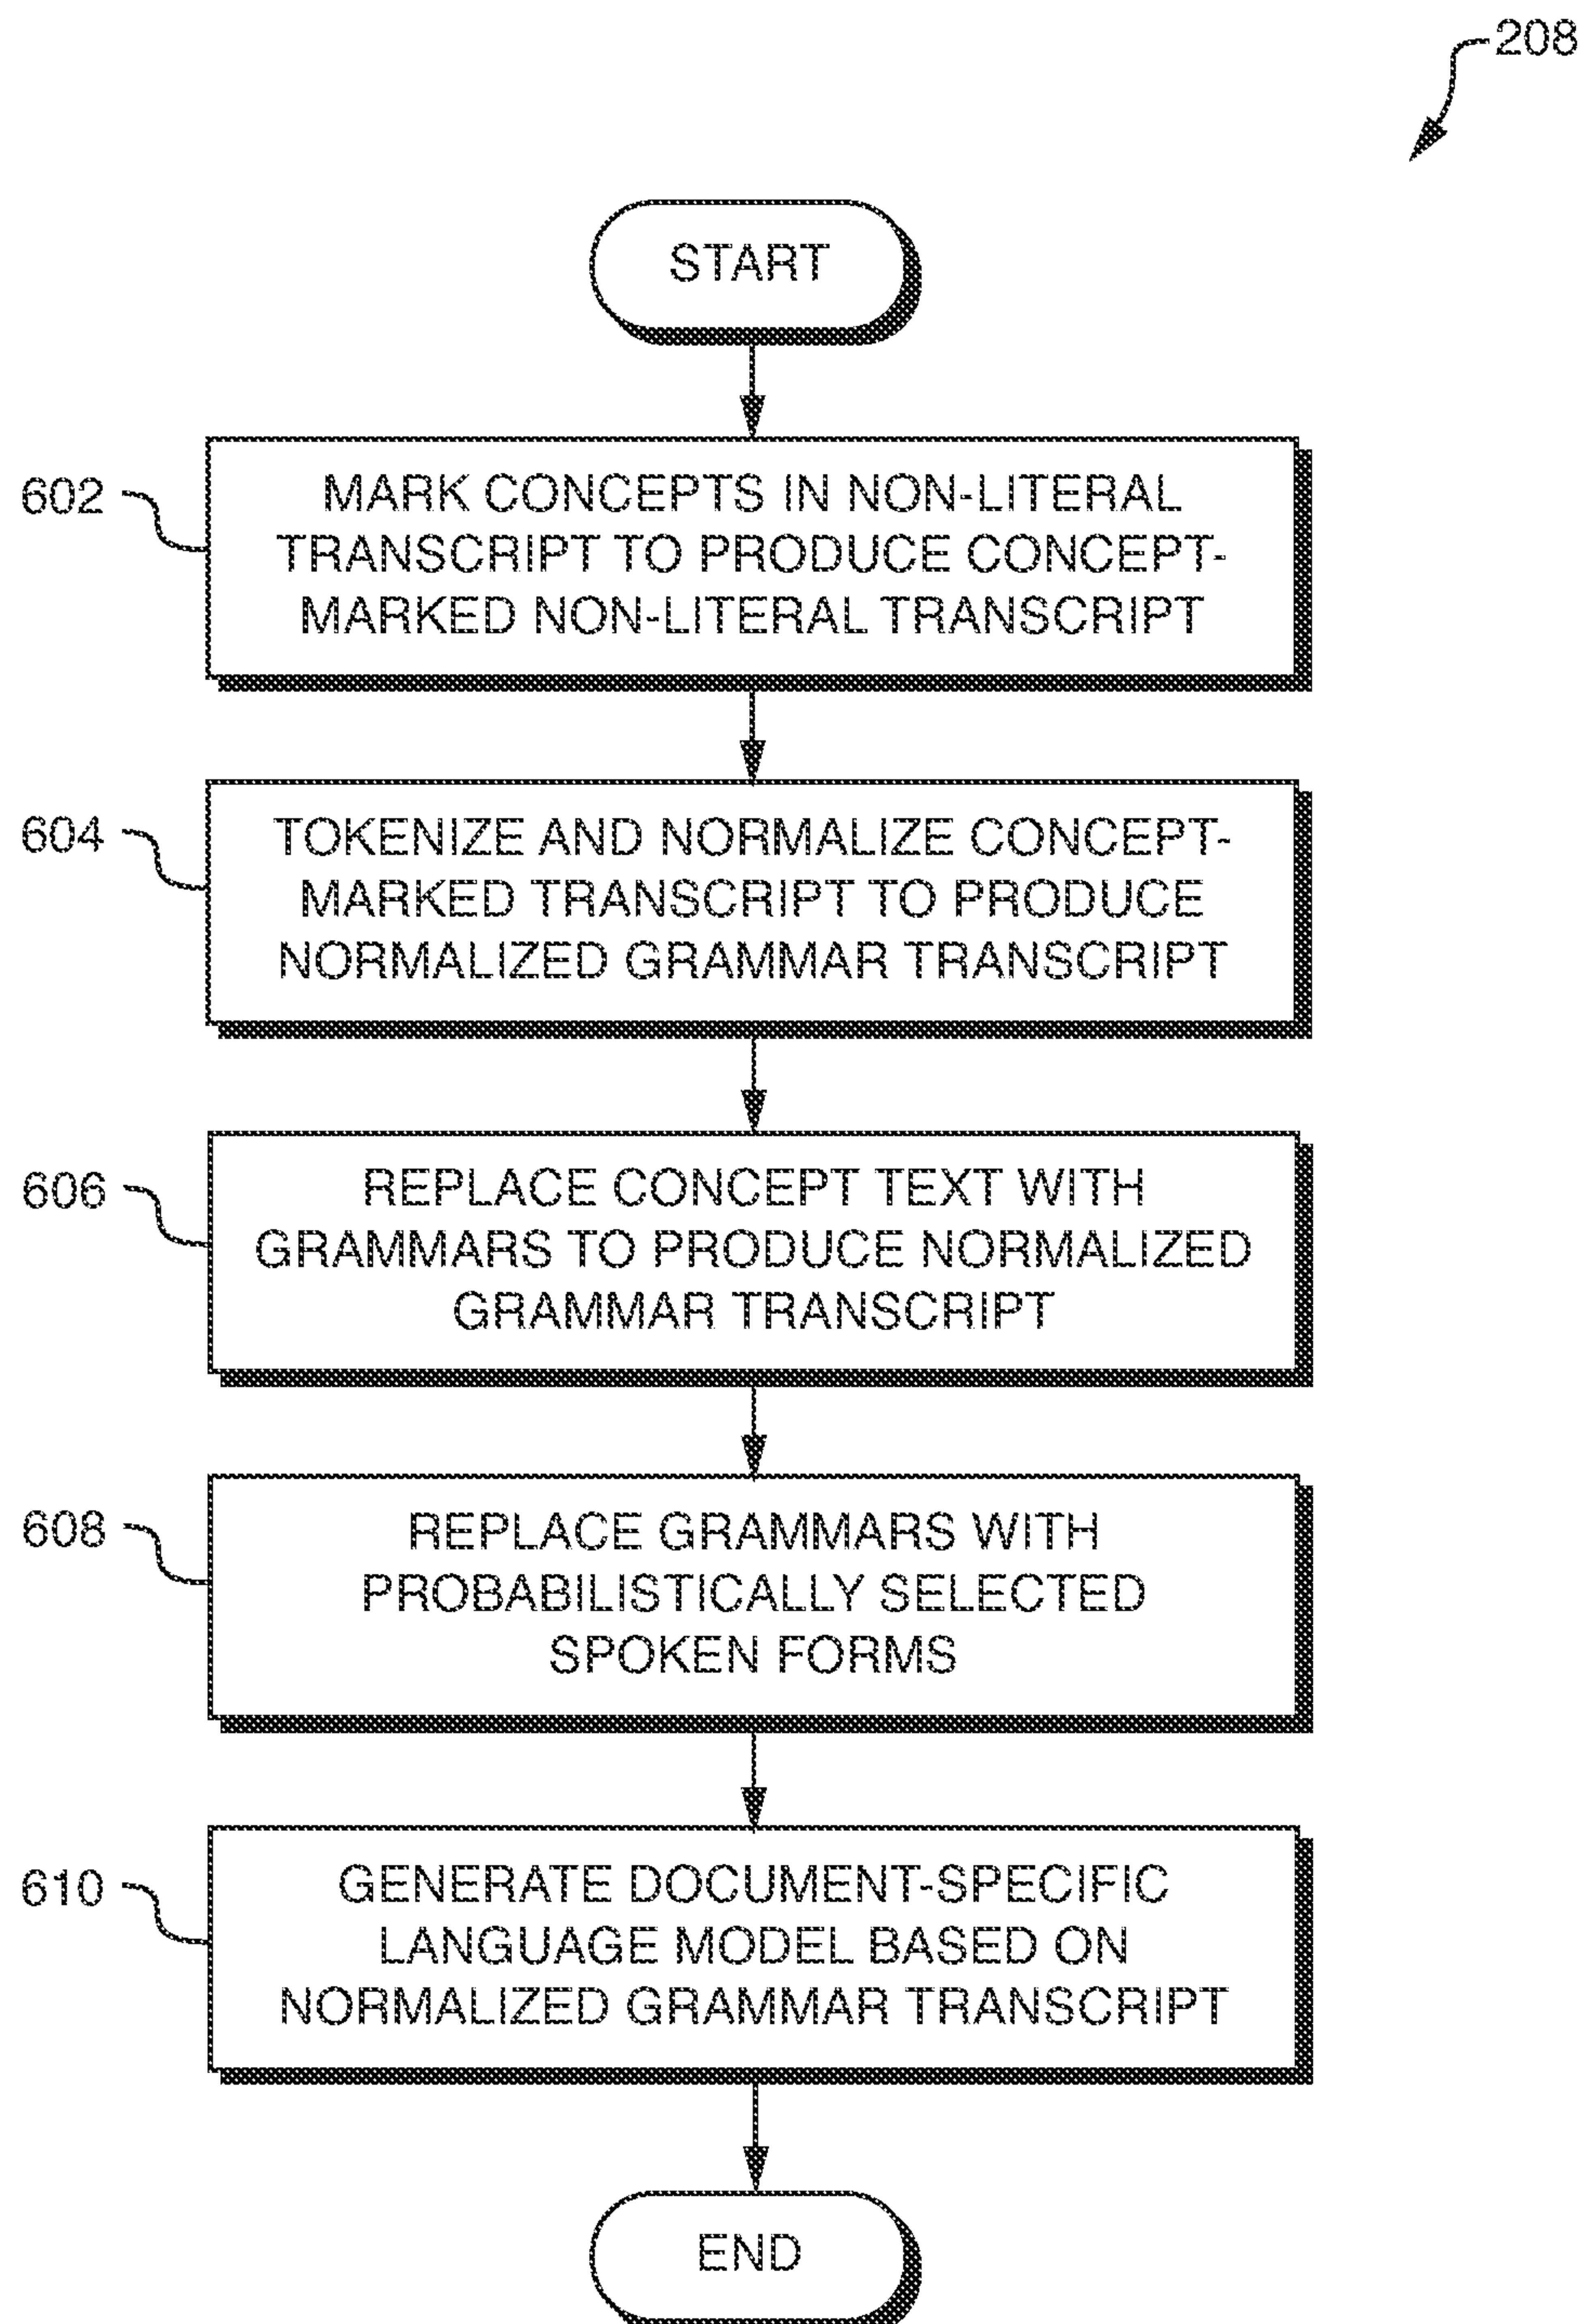 208
START
602
MARK CONCEPTS IN NON-LITERAL
TRANSCRIPT TO PRODUCE CONCEPT-
MARKED NON-LITERAL TRANSCRIPT
604
TOKENIZE AND NORMALIZE CONCEPT-
MARKED TRANSCRIPT TO PRODUCE
NORMALIZED GRAMMAR TRANSCRIPT
606
REPLACE CONCEPT TEXT WITH
GRAMMARS TO PRODUCE NORMALIZED
GRAMMAR TRANSCRIPT
608
REPLACE GRAMMARS WITH
PROBABILISTICALLY SELECTED
SPOKEN FORMS
610
GENERATE DOCUMENT-SPECIFIC
LANGUAGE MODEL BASED ON
NORMALIZED GRAMMAR TRANSCRIPT
END